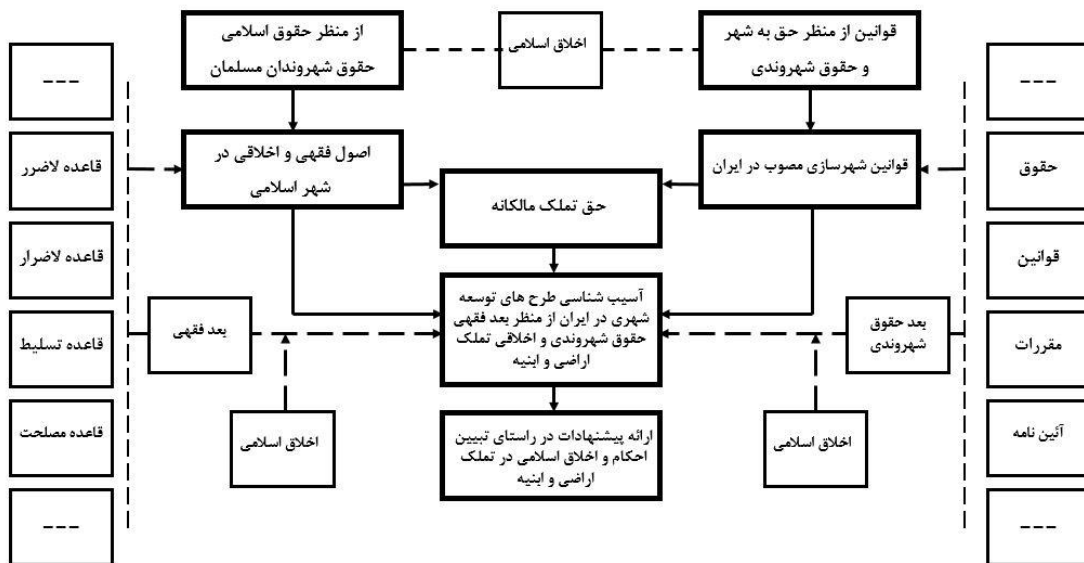 قوانین از منظر حق به شهر
و حقوق شهروندی
اخلاق اسلامی
از منظر حقوق اسلامی
حقوق شهروندان مسلمان
---
حقوق
قوانین
مقررات
آئین نامه
---
قوانین شهرسازی مصوب در ایران
اصول فقهی و اخلاقی در
شهر اسلامی
حق تملک مالکانه
آسیب شناسی طرح های توسعه
شهری در ایران از منظر بعد فقهی
حقوق شهروندی و اخلاقی تملک
اراضی و ابنیه
بعد حقوق
شهروندی
بعد فقهی
اخلاق اسلامی
ارائه پیشنهادات در راستای تبیین
احکام و اخلاق اسلامی در تملک
اراضی و ابنیه
اخلاق اسلامی
---
قاعده لاضرر
قاعده لاضرار
قاعده تسلیط
قاعده مصلحت
---